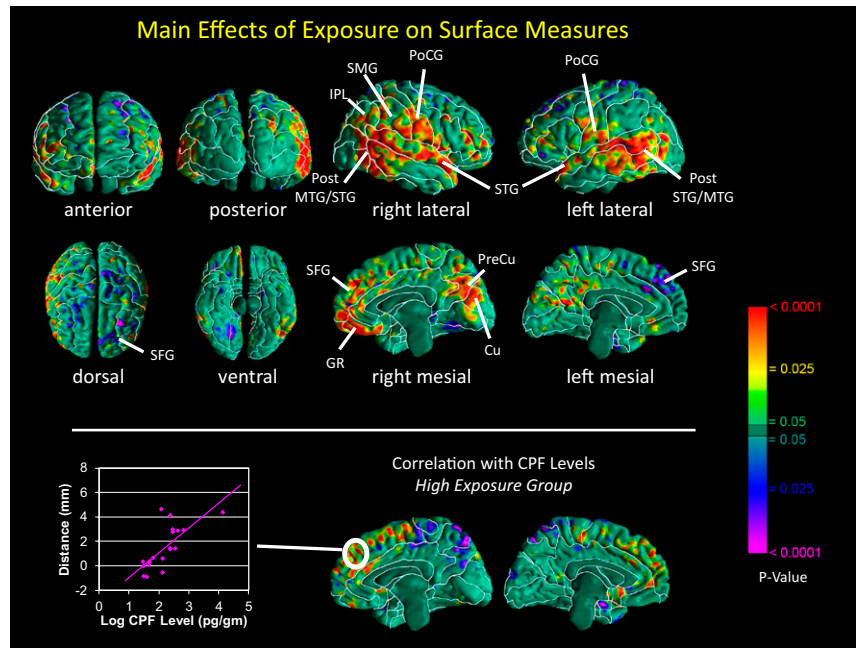 Main Effects of Exposure on Surface Measures
PoCG
SMG
IPL
PoCG
Post
MTG/STG
STG
Post
STG/MTG
anterior
posterior
right lateral
left lateral
SFG
PreCu
SFG
SFG
GR
Cu
dorsal
ventral
right mesial
left mesial
< 0.0001
= 0.025
= 0.05
= 0.05
= 0.025
<0.0001
P-Value
Correlation with CPF Levels
High Exposure Group
Distance (mm)
8
6
4
2
0
-2
0 1 2 3 4 5
Log CPF Level (pg/gm)